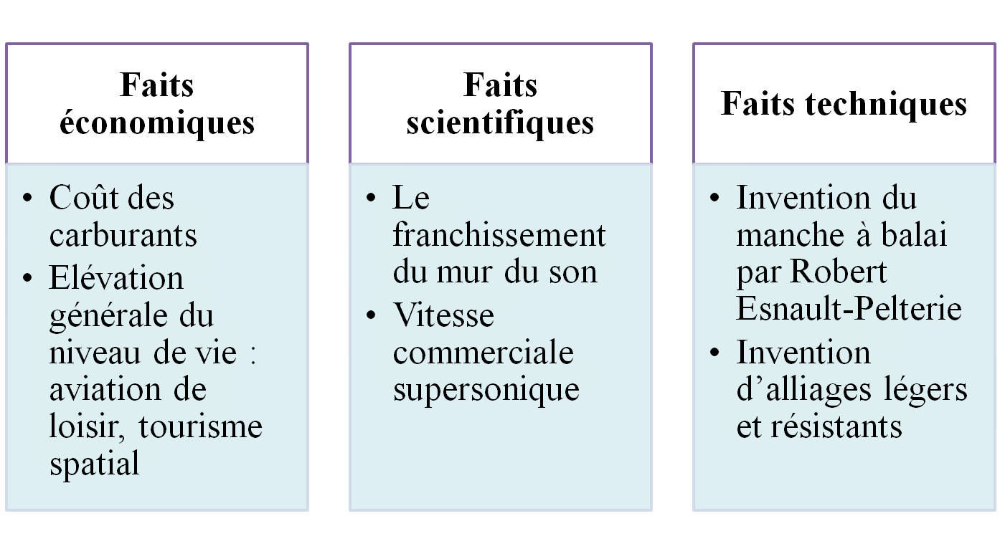 Faits
économiques
• Coût des
carburants
• Elévation
générale du
niveau de vie :
aviation de
loisir, tourisme
spatial
Faits
scientifiques
• Le
franchissement
du mur du son
• Vitesse
commerciale
supersonique
Faits techniques
• Invention du
manche à balai
par Robert
Esnault-Pelterie
• Invention
d’alliages légers
et résistants